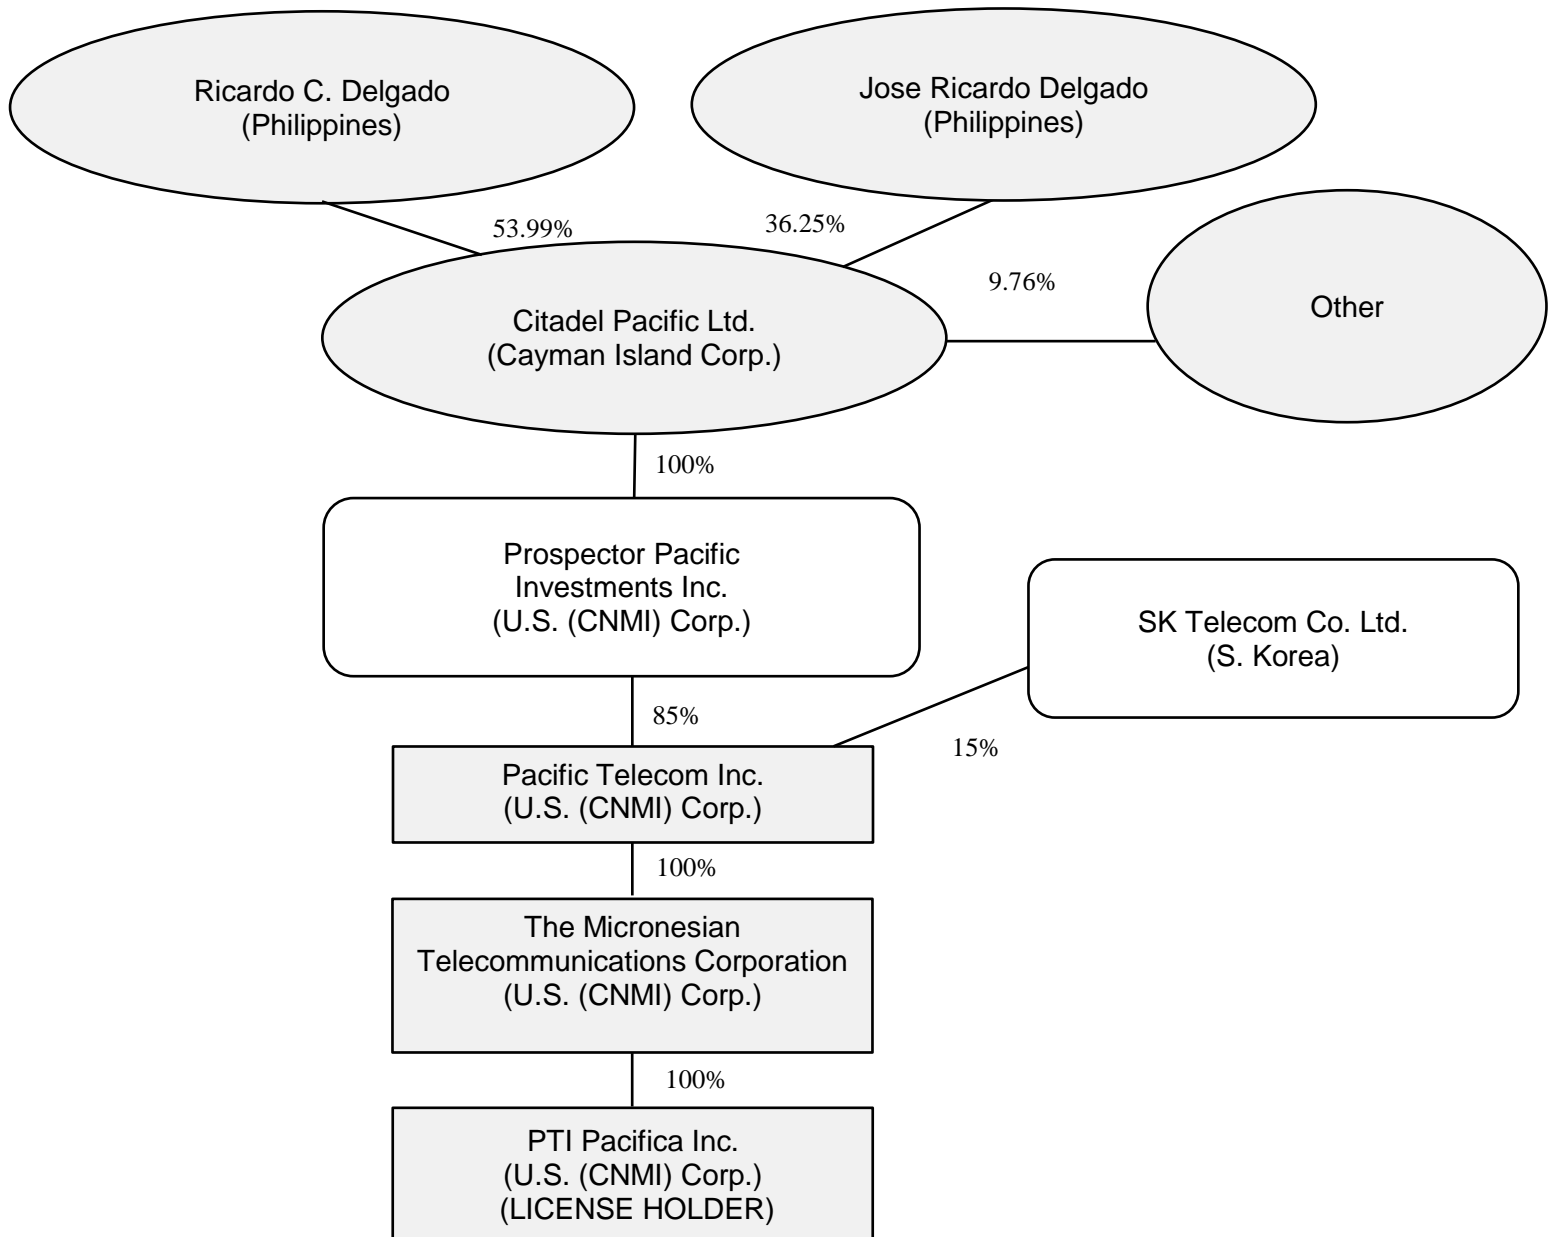 Ricardo C. Delgado
(Philippines)
Jose Ricardo Delgado
(Philippines)
53.99%
36.25%
9.76%
Other
Citadel Pacific Ltd.
(Cayman Island Corp.)
100%
Prospector Pacific
Investments Inc.
(U.S. (CNMI) Corp.)
SK Telecom Co. Ltd.
(S. Korea)
85%
15%
Pacific Telecom Inc.
(U.S. (CNMI) Corp.)
100%
The Micronesian
Telecommunications Corporation
(U.S. (CNMI) Corp.)
100%
PTI Pacifica Inc.
(U.S. (CNMI) Corp.)
(LICENSE HOLDER)